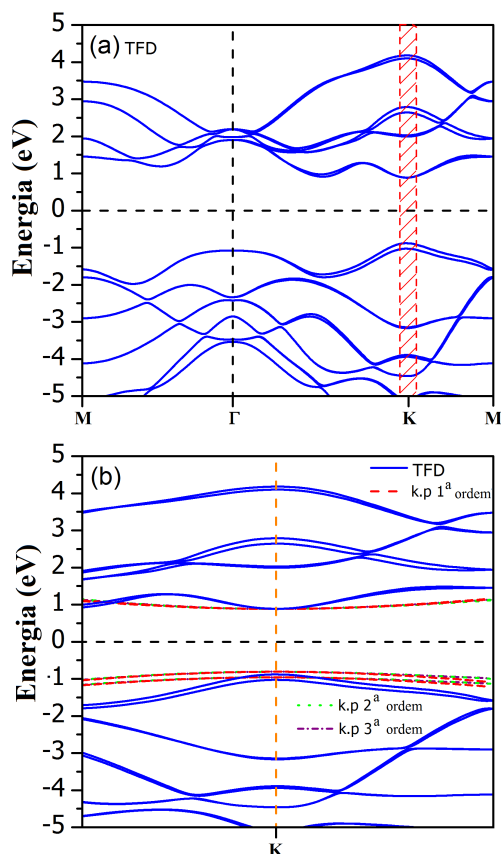 (a) TFD
Energia (eV)
5
4
3
2
1
0
-1
-2
-3
-4
-5
M Γ K M
(b)
TFD
k.p 1ª ordem
Energia (eV)
5
4
3
2
1
0
-1
-2
-3
-4
-5
k.p 2ª ordem
k.p 3ª ordem
K